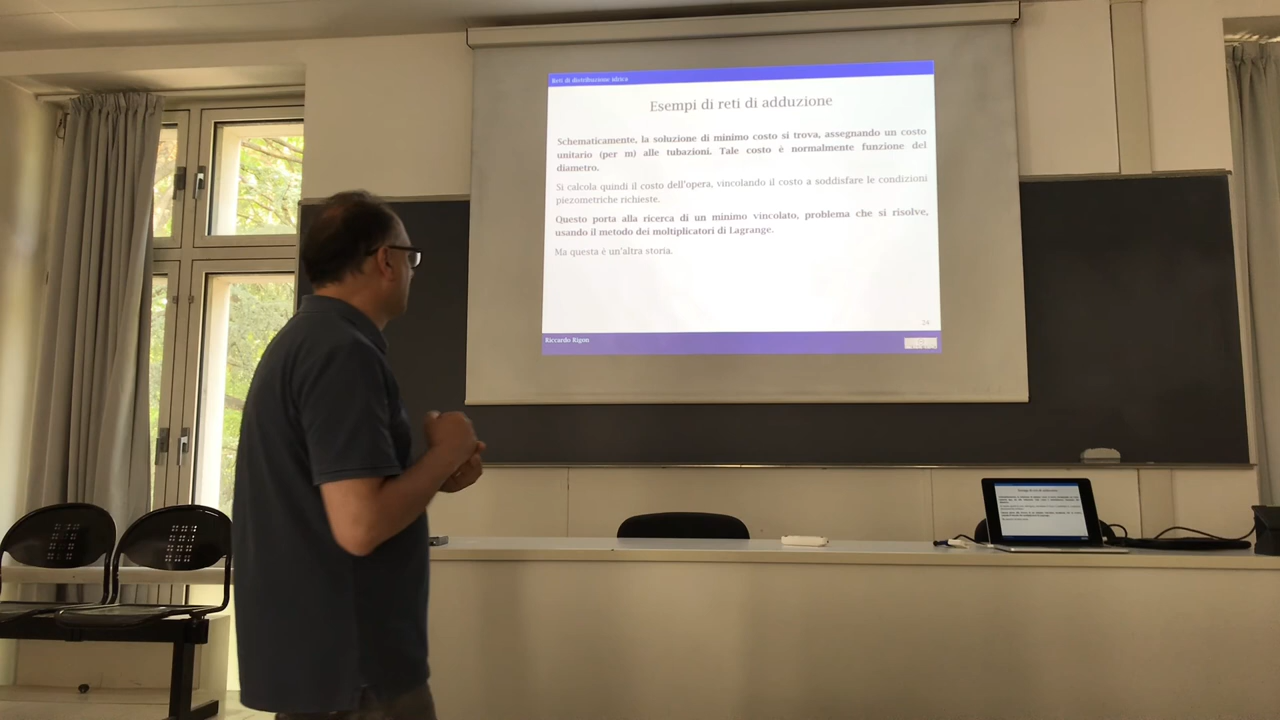 Reti di distribuzione idrica
Esempi di reti di adduzione
Schematicamente, la soluzione di minimo costo si trova, assegnando un costo
unitario (per m) alle tubazioni. Tale costo è normalmente funzione del
diametro.
Si calcola quindi il costo dell'opera, vincolando il costo a soddisfare le condizioni
piezometriche richieste.
Questo porta alla ricerca di un minimo vincolato, problema che si risolve,
usando il metodo dei moltiplicatori di Lagrange.
Ma questa è un'altra storia.
24
Riccardo Rigon